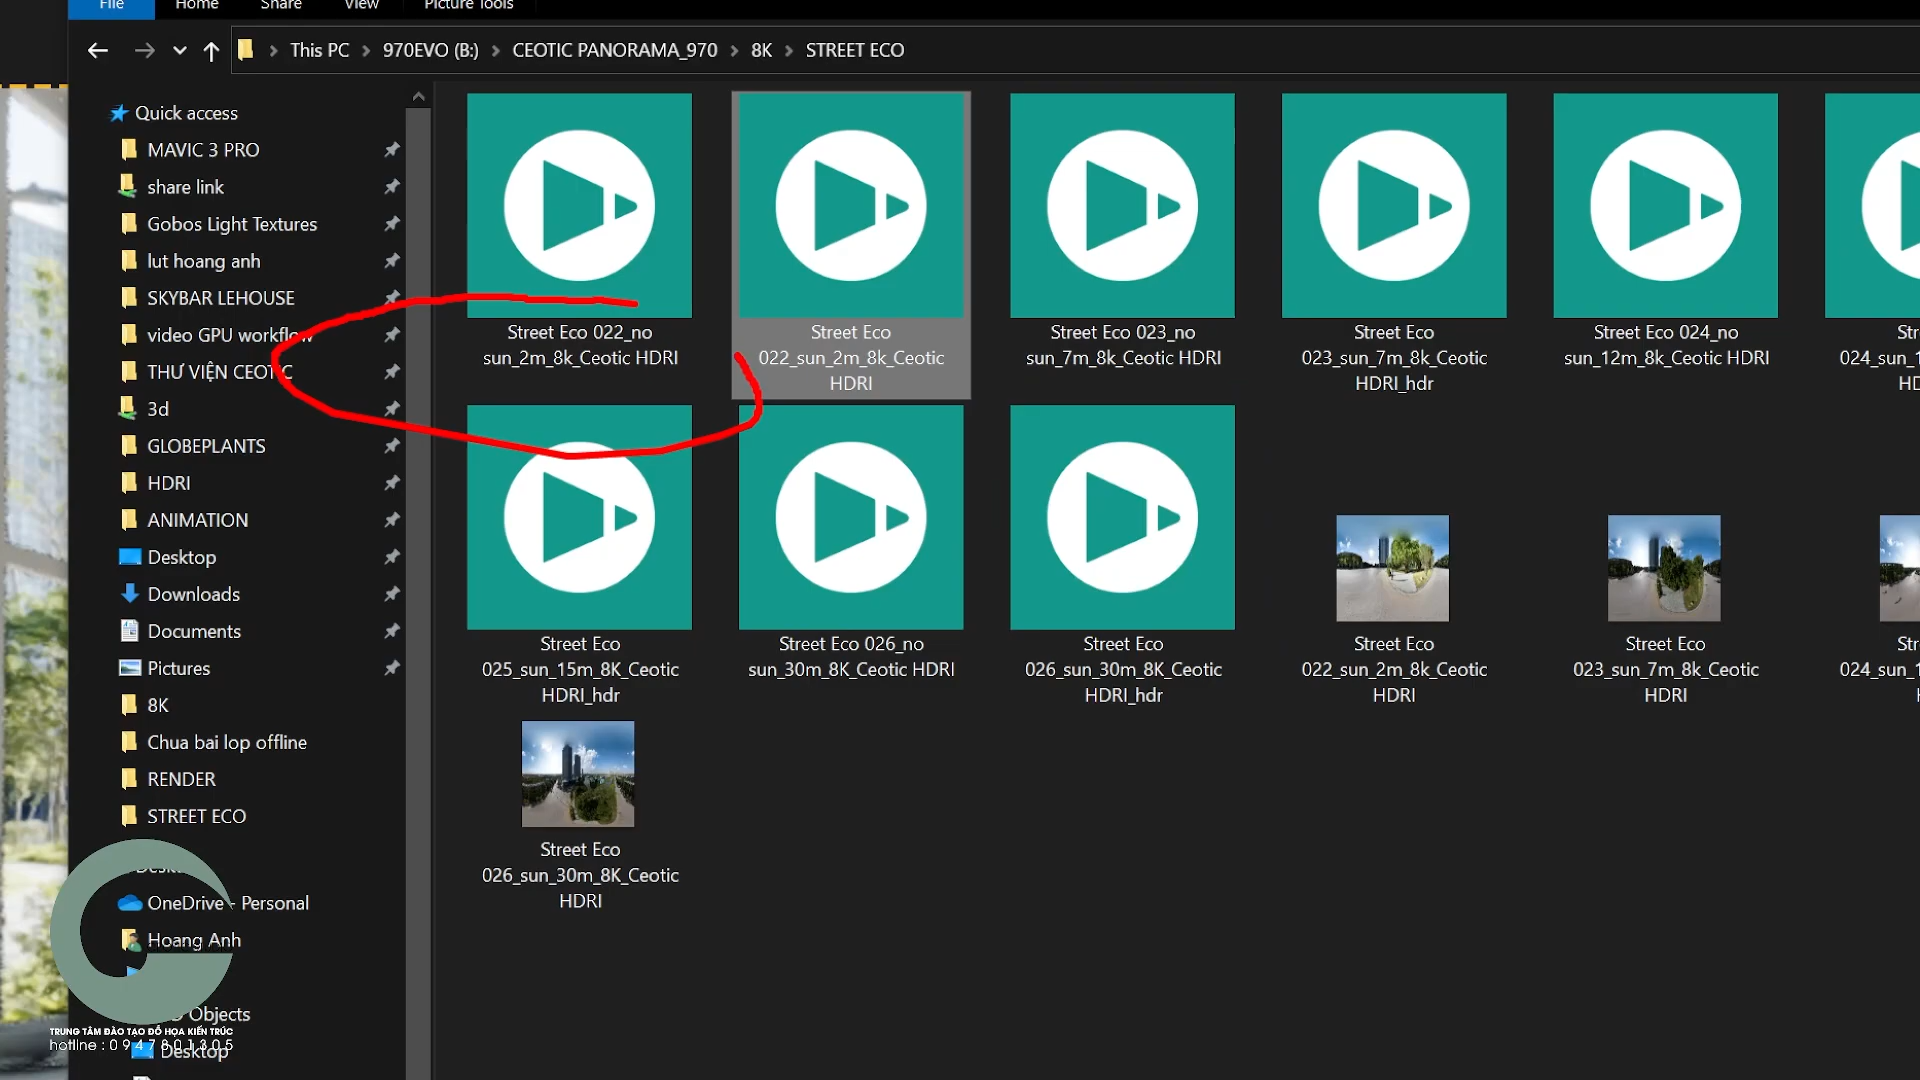 File Home Share View Picture Tools
This PC > 970EVO (B:) > CEOTIC PANORAMA_970 > 8K > STREET ECO
Quick access
MAVIC 3 PRO
share link
Gobos Light Textures
lut hoang anh
SKYBAR LEHOUSE
video GPU workflow
THƯ VIỆN CEOTIC
3d
GLOBEPLANTS
HDRI
ANIMATION
Desktop
Downloads
Documents
Pictures
8K
Chua bai lop offline
RENDER
STREET ECO
OneDrive - Personal
Hoang Anh
Objects
Desktop
TRUNG TÂM ĐÀO TẠO ĐỒ HỌA KIẾN TRÚC
hotline : 0947801305
Street Eco 022_no
sun_2m_8k_Ceotic HDRI
Street Eco
022_sun_2m_8k_Ceotic
HDRI
Street Eco 023_no
sun_7m_8k_Ceotic HDRI
Street Eco
023_sun_7m_8k_Ceotic
HDRI_hdr
Street Eco 024_no
sun_12m_8k_Ceotic HDRI
024_sun_1
Street Eco
025_sun_15m_8K_Ceotic
HDRI_hdr
Street Eco 026_no
sun_30m_8K_Ceotic HDRI
Street Eco
026_sun_30m_8K_Ceotic
HDRI_hdr
Street Eco
022_sun_2m_8k_Ceotic
HDRI
Street Eco
023_sun_7m_8k_Ceotic
HDRI
024_sun_1
Street Eco
026_sun_30m_8K_Ceotic
HDRI